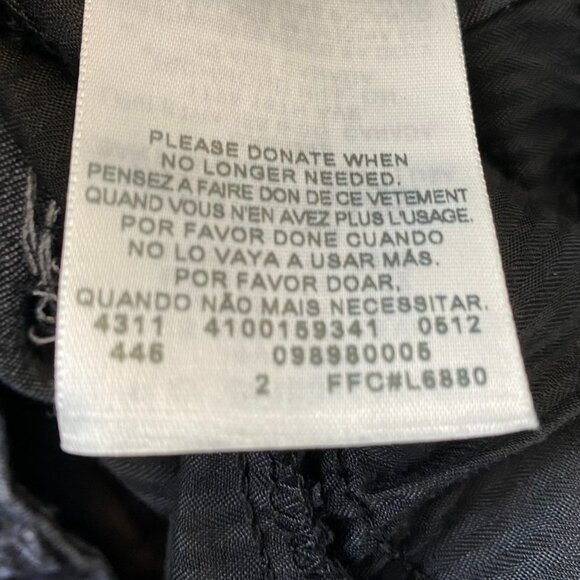 PLEASE DONATE WHEN
NO LONGER NEEDED.
PENSEZ A FAIRE DON DE CE VETEMENT
QUAND VOUS N'EN AVEZ PLUS L'USAGE.
POR FAVOR DONE CUANDO
NO LO VAYA A USAR MÁS.
POR FAVOR DOAR,
QUANDO NÃO MAIS NECESSITAR.
4311 4100159341 0512
446 098980005
2 FFC#L6880